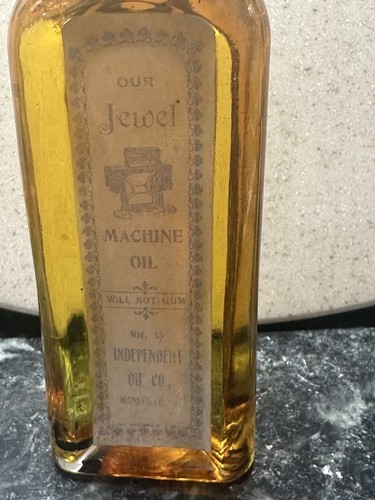 OUR
Jewel
MACHINE
OIL
WILL NOT GUM
Mfd. by
INDEPENDENT
OIL CO.